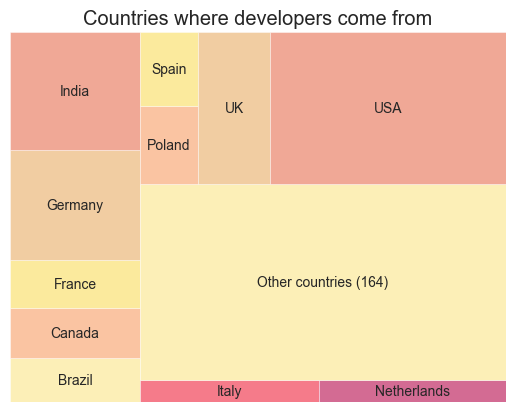 Countries where developers come from
India
Spain
UK
USA
Poland
Germany
France
Other countries (164)
Canada
Brazil
Italy
Netherlands